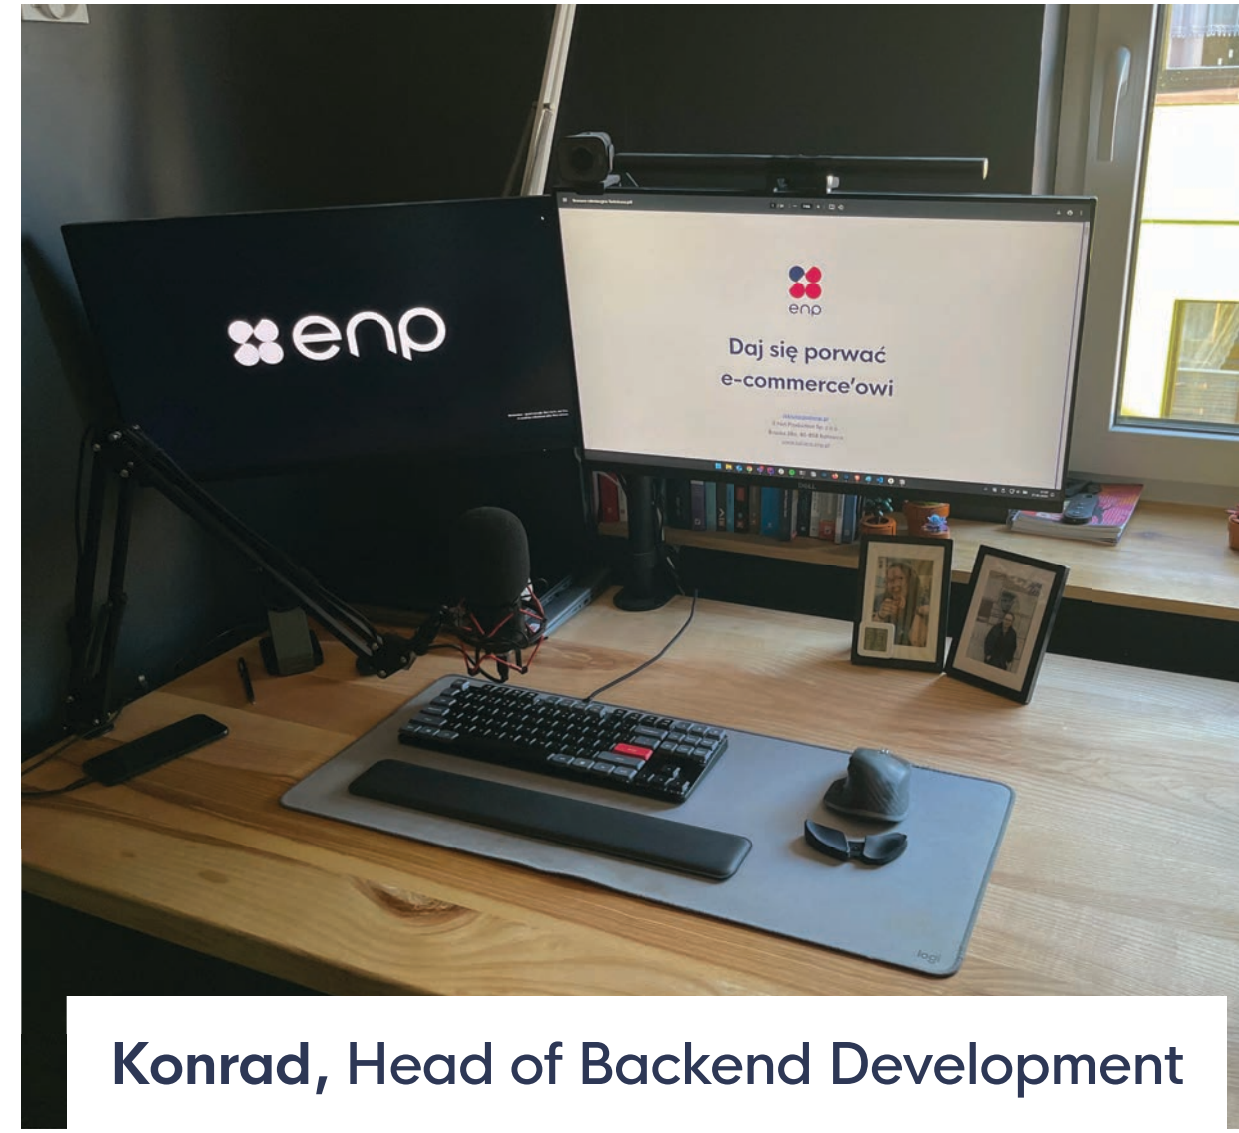 enp
enp
Daj się porwać
e-commerce'owi
DELL
logi
Konrad, Head of Backend Development